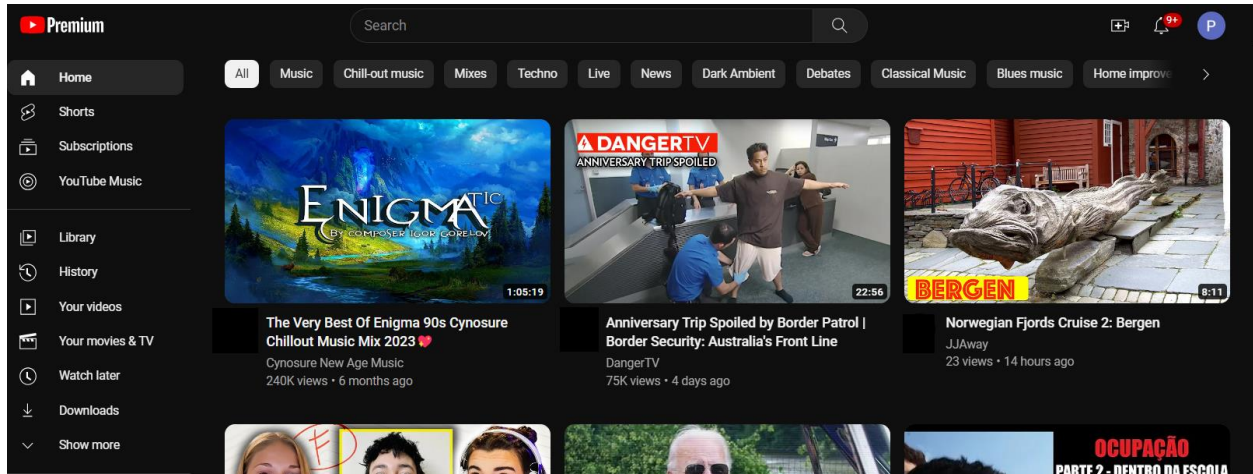 Premium
Search
9+
P
Home
Shorts
Subscriptions
YouTube Music
Library
History
Your videos
Your movies & TV
Watch later
Downloads
Show more
All
Music
Chill-out music
Mixes
Techno
Live
News
Dark Ambient
Debates
Classical Music
Blues music
Home improve
ENIGMATIC
BY COMPOSER IGOR GORELOV
1:05:19
The Very Best Of Enigma 90s Cynosure
Chillout Music Mix 2023💖
Cynosure New Age Music
240K views • 6 months ago
DANGERTV
ANNIVERSARY TRIP SPOILED
22:56
Anniversary Trip Spoiled by Border Patrol |
Border Security: Australia's Front Line
DangerTV
75K views • 4 days ago
BERGEN
8:11
Norwegian Fjords Cruise 2: Bergen
JJAway
23 views • 14 hours ago
F
OCUPAÇÃO
PARTE 2 - DENTRO DA ESCOLA